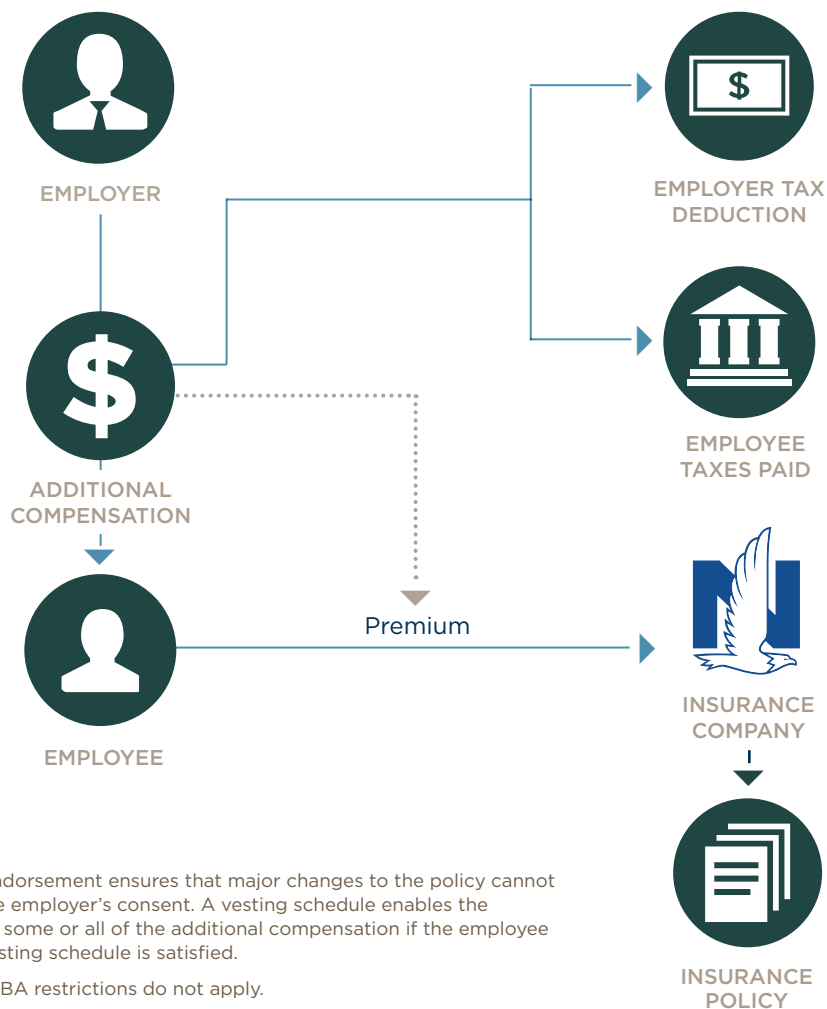 $
EMPLOYER
EMPLOYER TAX
DEDUCTION
$
ADDITIONAL
COMPENSATION
EMPLOYEE
TAXES PAID
Premium
N
EMPLOYEE
INSURANCE
COMPANY
ndorsement ensures that major changes to the policy cannot
e employer’s consent. A vesting schedule enables the
some or all of the additional compensation if the employee
sting schedule is satisfied.
BA restrictions do not apply.
INSURANCE
POLICY